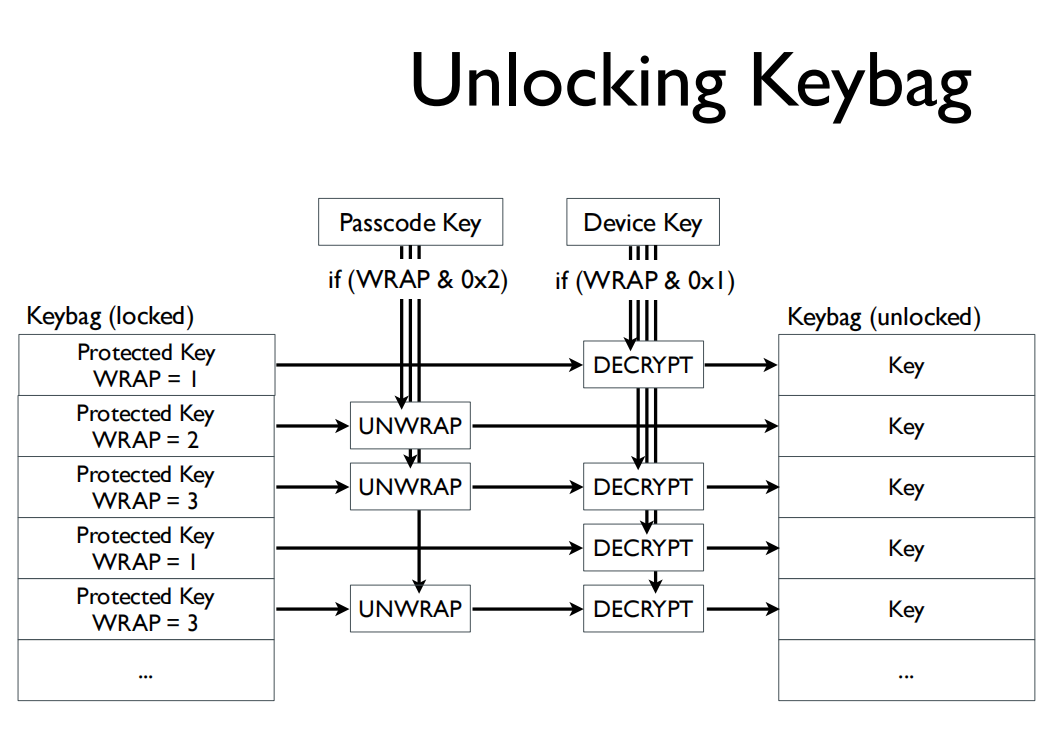 Unlocking Keybag
Passcode Key
Device Key
if (WRAP & 0x2)
if (WRAP & 0x1)
Keybag (locked)
Keybag (unlocked)
Protected Key
WRAP = 1
DECRYPT
Key
Protected Key
WRAP = 2
UNWRAP
Key
Protected Key
WRAP = 3
UNWRAP
DECRYPT
Key
Protected Key
WRAP = 1
DECRYPT
Key
Protected Key
WRAP = 3
UNWRAP
DECRYPT
Key
...
...